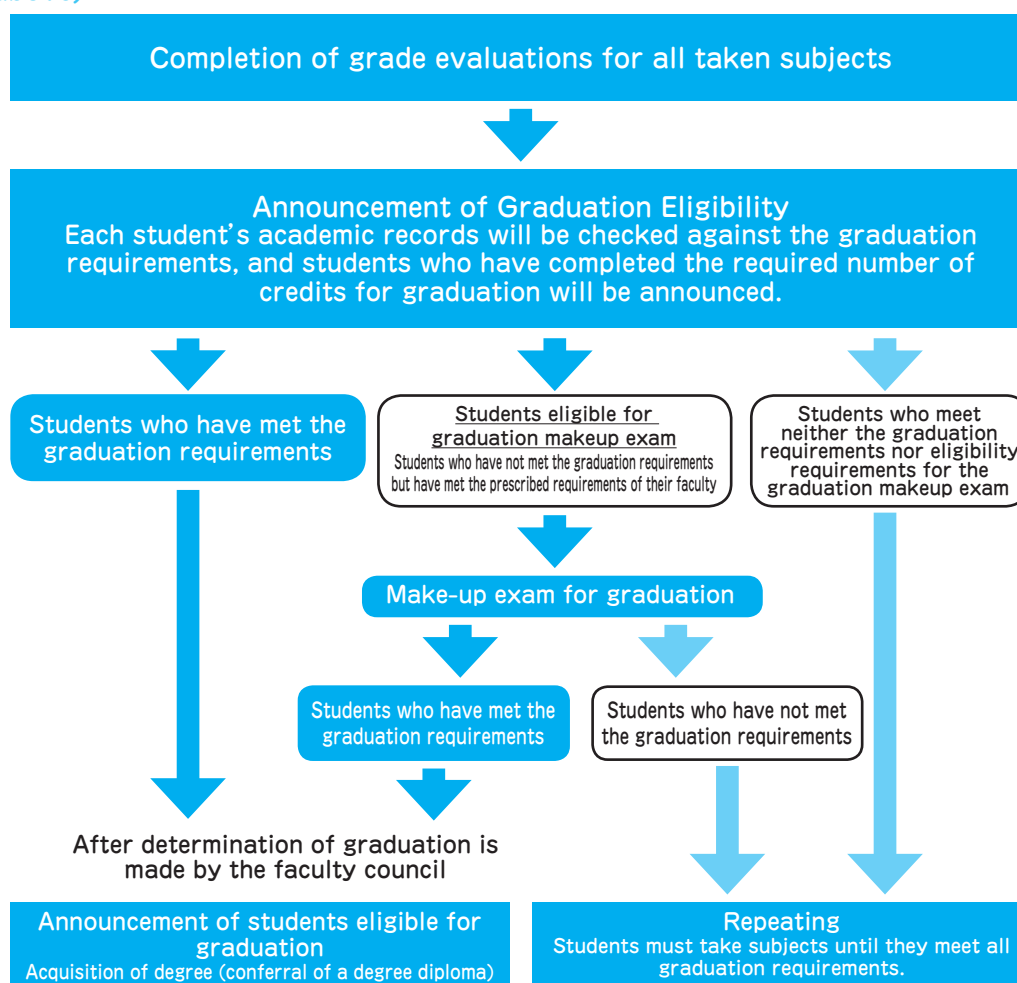 Completion of grade evaluations for all taken subjects
Announcement of Graduation Eligibility
Each student's academic records will be checked against the graduation
requirements, and students who have completed the required number of
credits for graduation will be announced.
Students who have met the
graduation requirements
Students eligible for
graduation makeup exam
Students who have not met the graduation requirements
but have met the prescribed requirements of their faculty
Students who meet
neither the graduation
requirements nor eligibility
requirements for the
graduation makeup exam
Make-up exam for graduation
Students who have met the
graduation requirements
Students who have not met
the graduation requirements
After determination of graduation is
made by the faculty council
Announcement of students eligible for
graduation
Acquisition of degree (conferral of a degree diploma)
Repeating
Students must take subjects until they meet all
graduation requirements.